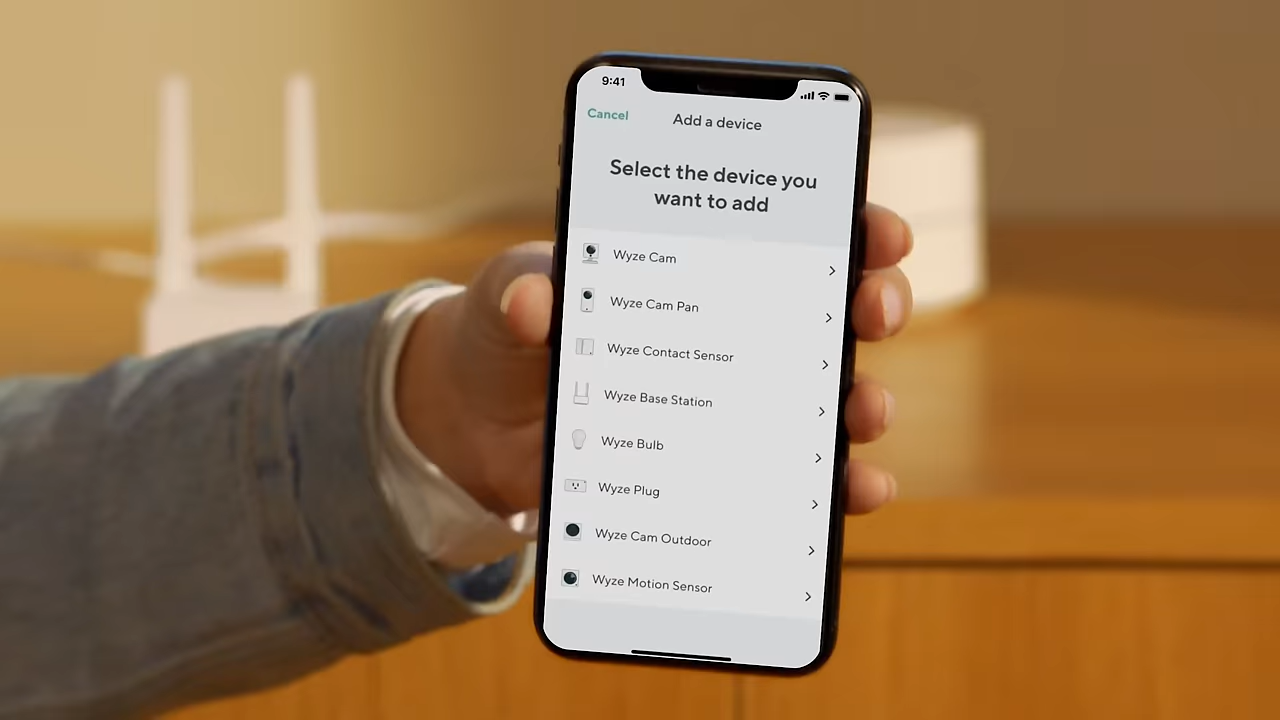 9:41
Cancel
Add a device
Select the device you
want to add
Wyze Cam
Wyze Cam Pan
Wyze Contact Sensor
Wyze Base Station
Wyze Bulb
Wyze Plug
Wyze Cam Outdoor
Wyze Motion Sensor